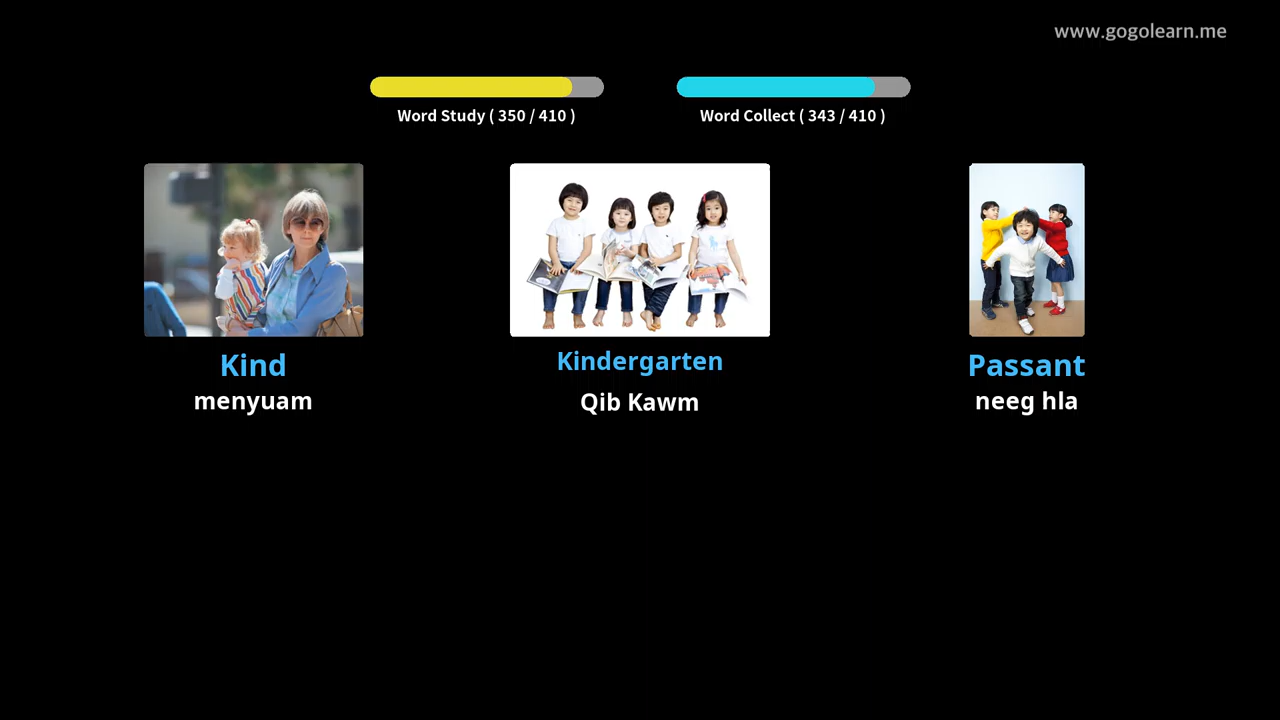 www.gogolearn.me
Word Study ( 350 / 410 )
Word Collect ( 343 / 410 )
Kind
menyuam
Kindergarten
Qib Kawm
Passant
neeg hla